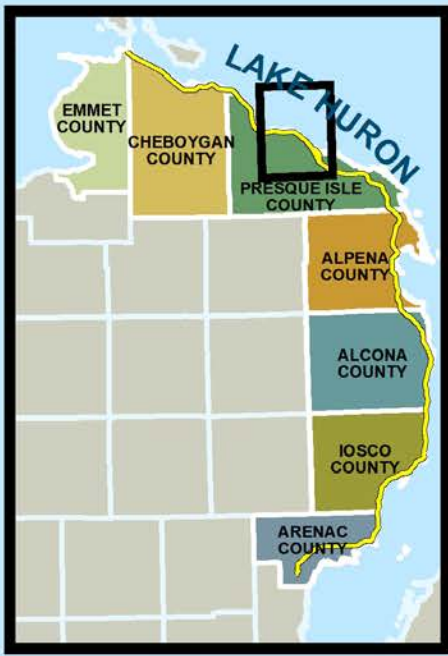 LAKE HURON
EMMET
COUNTY
CHEBOYGAN
COUNTY
PRESQUE ISLE
COUNTY
ALPENA
COUNTY
ALCONA
COUNTY
IOSCO
COUNTY
ARENAC
COUNTY